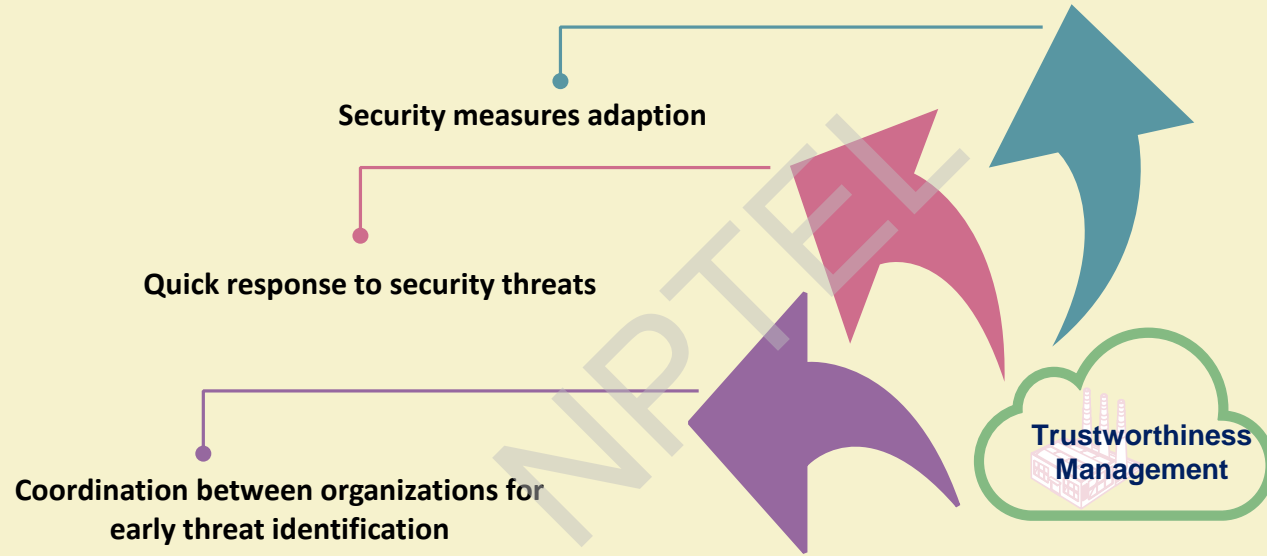 Security measures adaption
Quick response to security threats
Coordination between organizations for
early threat identification
Trustworthiness
Management
NPTEL